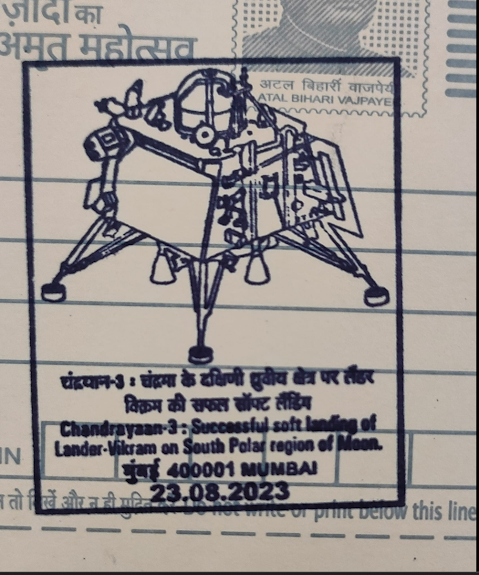 ज़ादी का
अमृत महोत्सव
अटल बिहारी वाजपेयी
ATAL BIHARI VAJPAYEE
चंद्रयान-3 : चंद्रमा के दक्षिणी ध्रुवीय क्षेत्र पर लैंडर
विक्रम की सफल सॉफ्ट लैंडिंग
Chandrayaan-3 : Successful soft landing of
Lander-Vikram on South Polar region of Moon.
IN
मुंबई 400001 MUMBAI
23.08.2023
तो लिखें और न ही मुद्रित करें Do not write or print below this line